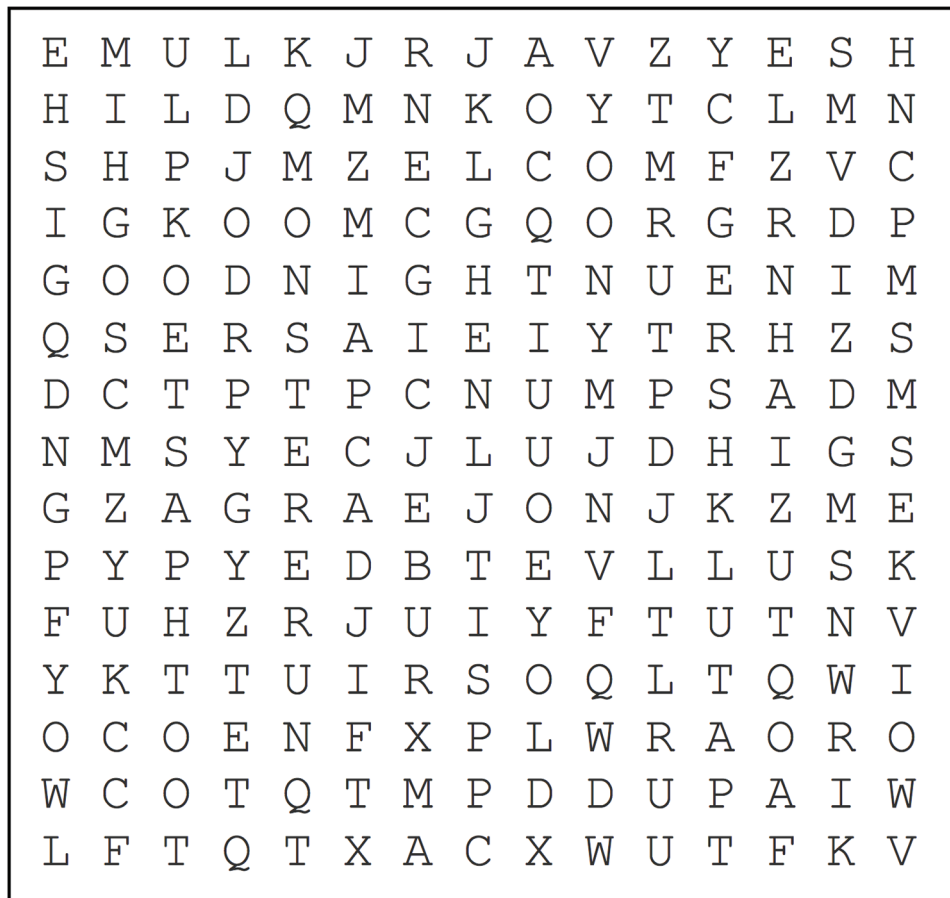 E M U L K J R J A V Z Y E S H
H I L D Q M N K O Y T C L M N
S H P J M Z E L C O M F Z V C
I G K O O M C G Q O R G R D P
G O O D N I G H T N U E N I M
Q S E R S A I E I Y T R H Z S
D C T P T P C N U M P S A D M
N M S Y E C J L U J D H I G S
G Z A G R A E J O N J K Z M E
P Y P Y E D B T E V L L U S K
F U H Z R J U I Y F T U T N V
Y K T T U I R S O Q L T Q W I
O C O E N F X P L W R A O R O
W C O T Q T M P D D U P A I W
L F T Q T X A C X W U T F K V